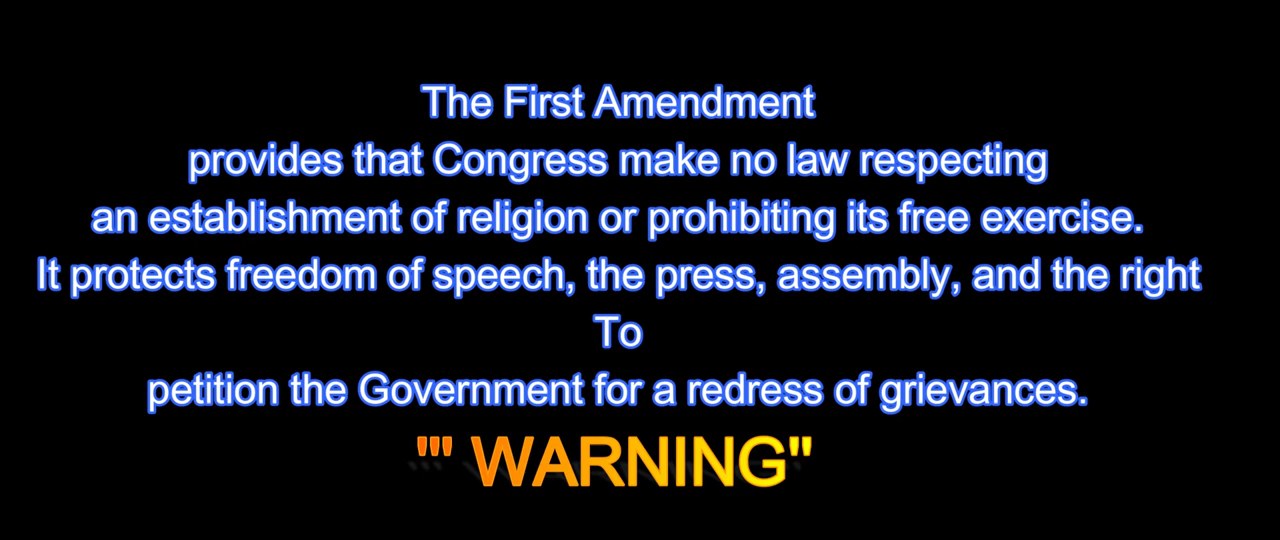 The First Amendment
provides that Congress make no law respecting
an establishment of religion or prohibiting its free exercise.
It protects freedom of speech, the press, assembly, and the right
To
petition the Government for a redress of grievances.
"' WARNING"